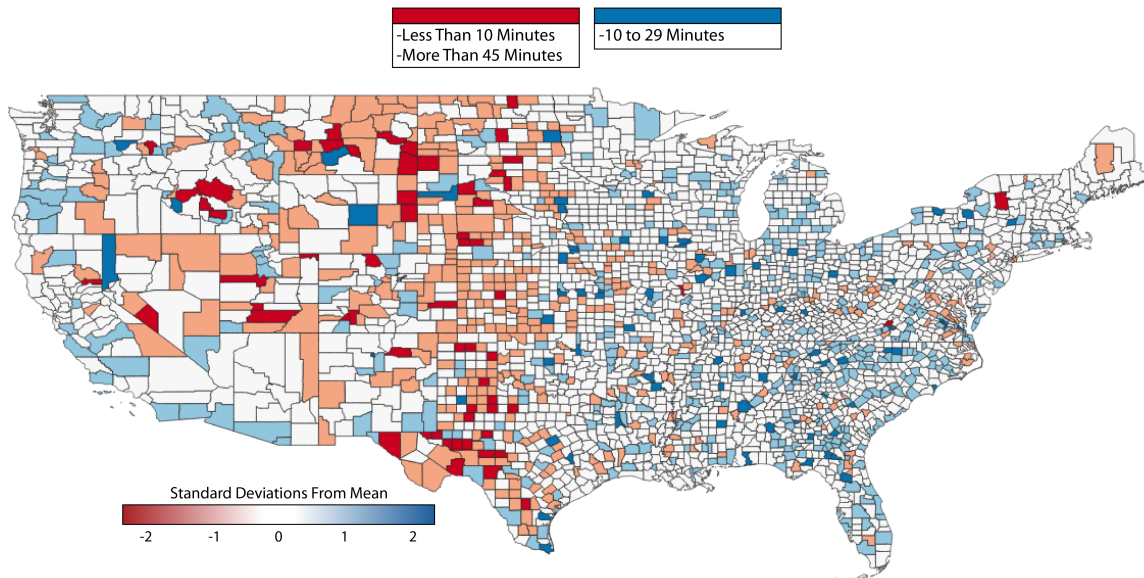 -Less Than 10 Minutes
-More Than 45 Minutes
-10 to 29 Minutes
Standard Deviations From Mean
-2 -1 0 1 2